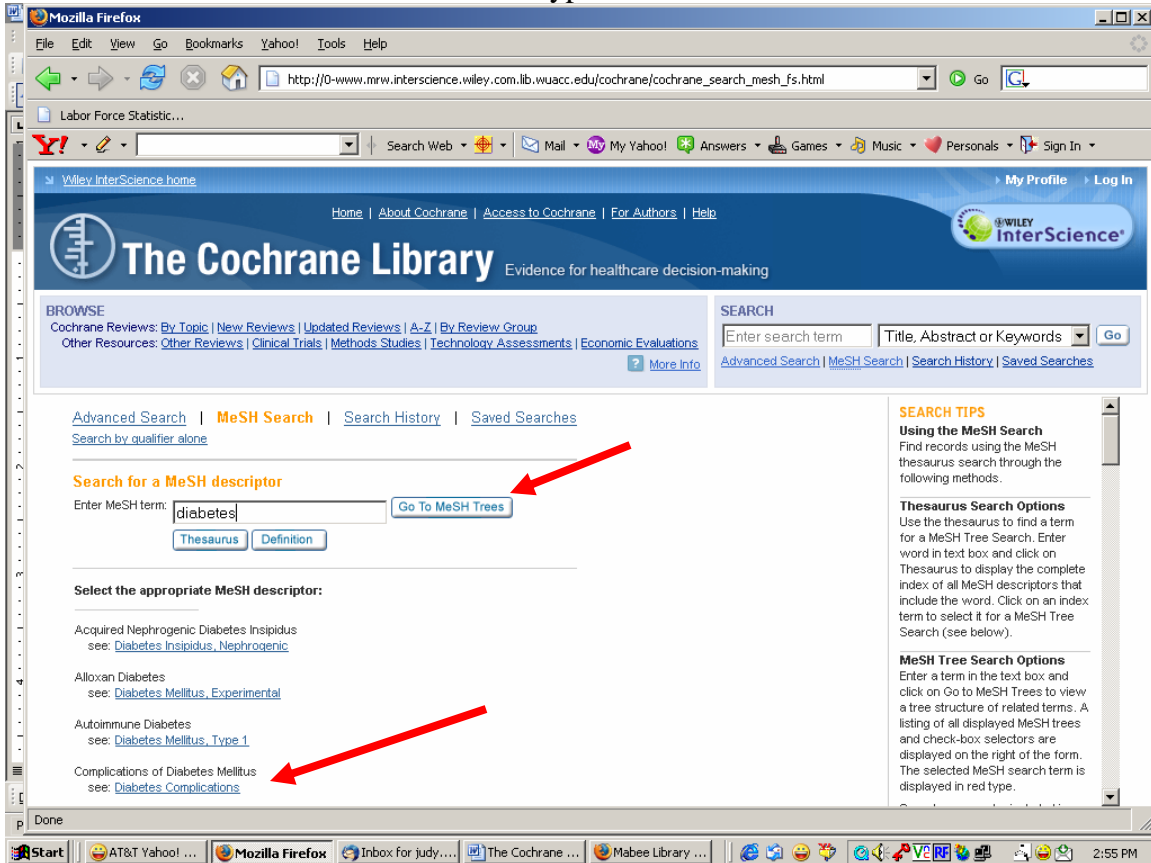 Mozilla Firefox
File Edit View Go Bookmarks Yahoo! Tools Help
http://0-www.mrw.interscience.wiley.com.lib.wuacc.edu/cochrane/cochrane_search_mesh_fs.html Go
Labor Force Statistic...
Y! Search Web Mail My Yahoo! Answers Games Music Personals Sign In
Wiley InterScience home My Profile Log In
Home | About Cochrane | Access to Cochrane | For Authors | Help
The Cochrane Library Evidence for healthcare decision-making
WILEY
InterScience®
BROWSE
Cochrane Reviews: By Topic | New Reviews | Updated Reviews | A-Z | By Review Group
Other Resources: Other Reviews | Clinical Trials | Methods Studies | Technology Assessments | Economic Evaluations
More Info
SEARCH
Enter search term Title, Abstract or Keywords Go
Advanced Search | MeSH Search | Search History | Saved Searches
Advanced Search | MeSH Search | Search History | Saved Searches
Search by qualifier alone
Search for a MeSH descriptor
Enter MeSH term: diabetes Go To MeSH Trees
Thesaurus Definition
Select the appropriate MeSH descriptor:
Acquired Nephrogenic Diabetes Insipidus
see: Diabetes Insipidus, Nephrogenic
Alloxan Diabetes
see: Diabetes Mellitus, Experimental
Autoimmune Diabetes
see: Diabetes Mellitus, Type 1
Complications of Diabetes Mellitus
see: Diabetes Complications
SEARCH TIPS
Using the MeSH Search
Find records using the MeSH
thesaurus search through the
following methods.
Thesaurus Search Options
Use the thesaurus to find a term
for a MeSH Tree Search. Enter
word in text box and click on
Thesaurus to display the complete
index of all MeSH descriptors that
include the word. Click on an index
term to select it for a MeSH Tree
Search (see below).
MeSH Tree Search Options
Enter a term in the text box and
click on Go to MeSH Trees to view
a tree structure of related terms. A
listing of all displayed MeSH trees
and check-box selectors are
displayed on the right of the form.
The selected MeSH search term is
displayed in red type.
Done
Start AT&T Yahoo! ... Mozilla Firefox Inbox for judy.... The Cochrane ... Mabee Library ... 2:55 PM